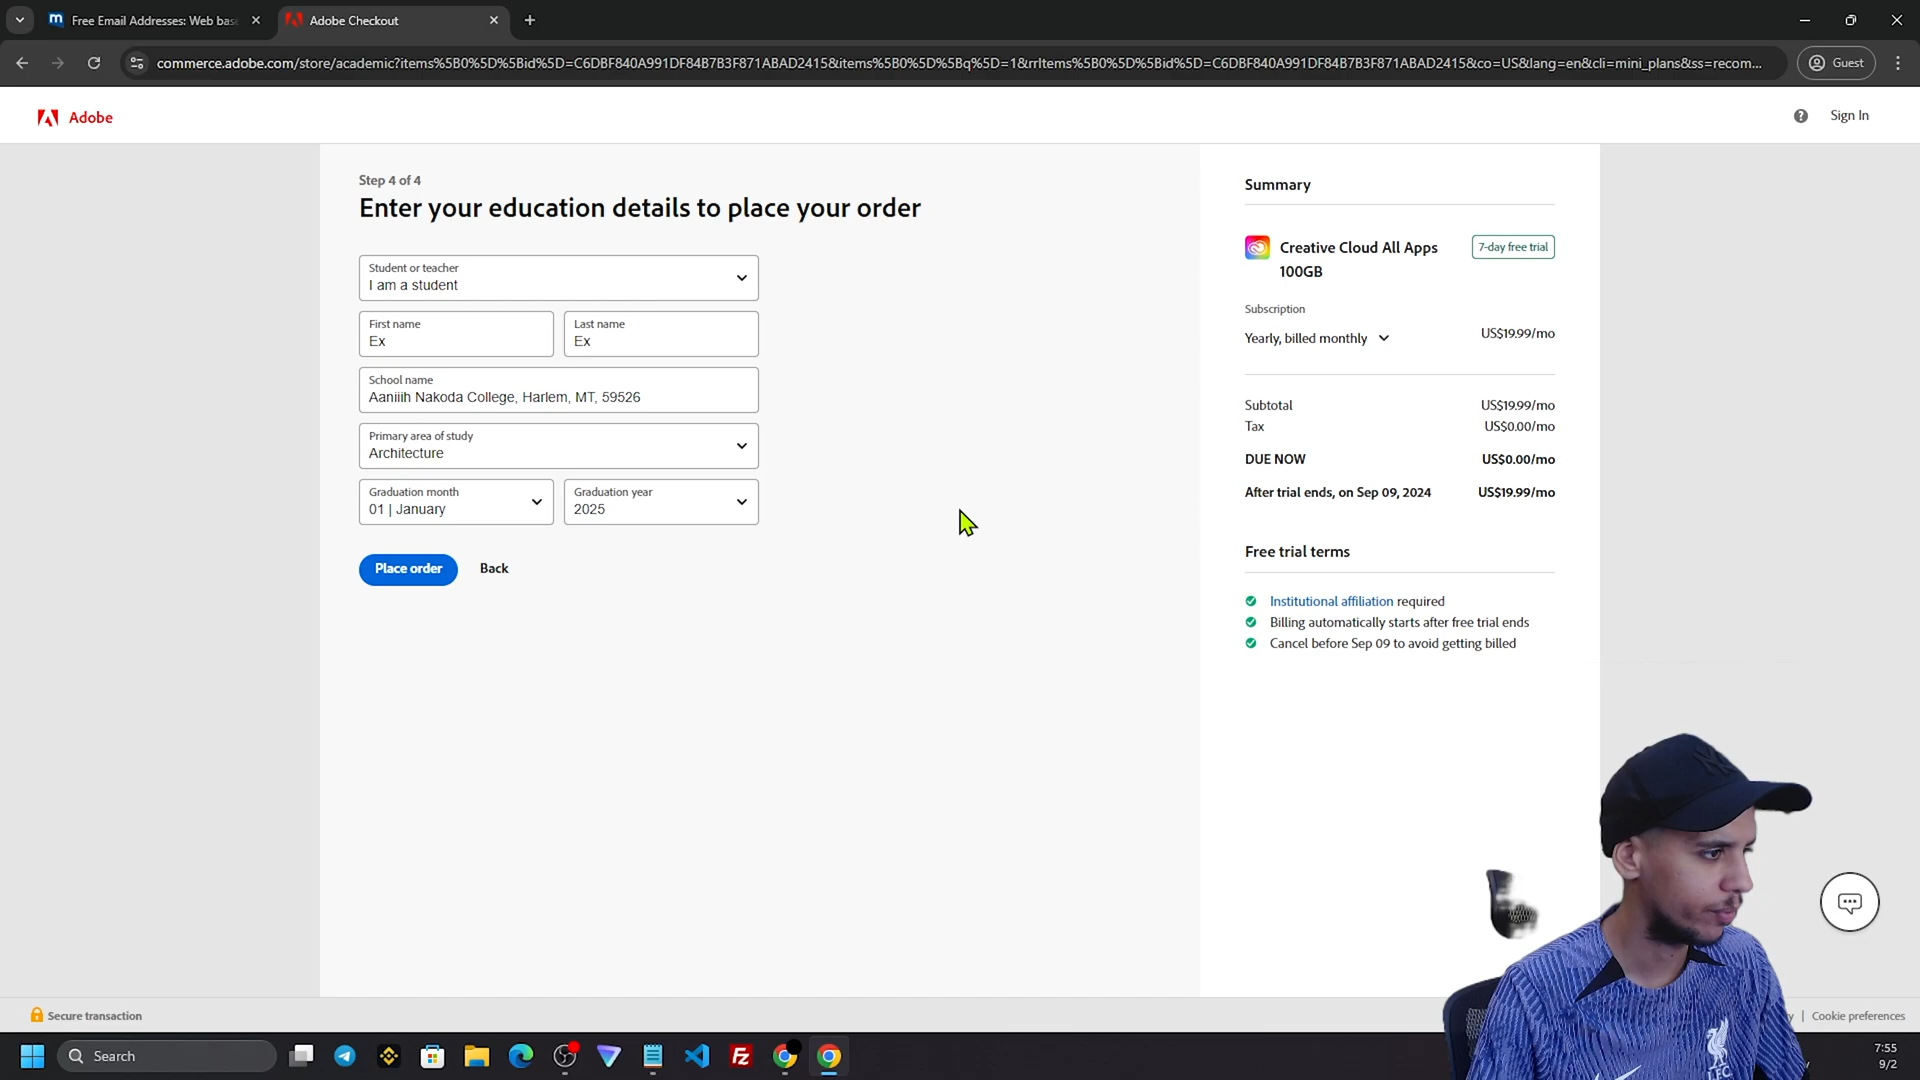 Free Email Addresses: Web base
Adobe Checkout
commerce.adobe.com/store/academic?items%5B0%5D%5Bid%5D=C6DBF840A991DF84B7B3F871ABAD2415&items%5B0%5D%5Bq%5D=1&rrItems%5B0%5D%5Bid%5D=C6DBF840A991DF84B7B3F871ABAD2415&co=US&lang=en&cli=mini_plans&ss=recom...
Guest
Adobe
Sign In
Step 4 of 4
Enter your education details to place your order
Student or teacher
I am a student
First name
Ex
Last name
Ex
School name
Aaniiih Nakoda College, Harlem, MT, 59526
Primary area of study
Architecture
Graduation month
01 | January
Graduation year
2025
Place order
Back
Summary
Creative Cloud All Apps
100GB
7-day free trial
Subscription
Yearly, billed monthly
US$19.99/mo
Subtotal
US$19.99/mo
Tax
US$0.00/mo
DUE NOW
US$0.00/mo
After trial ends, on Sep 09, 2024
US$19.99/mo
Free trial terms
Institutional affiliation required
Billing automatically starts after free trial ends
Cancel before Sep 09 to avoid getting billed
Secure transaction
| Cookie preferences
Search
7:55
9/2